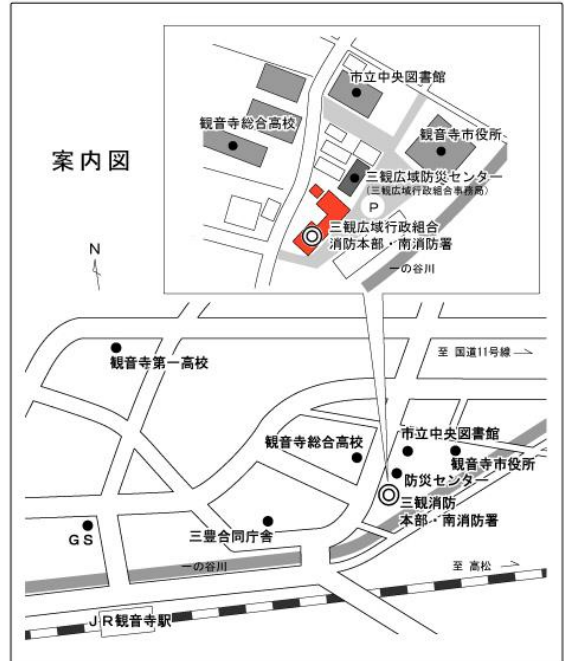 案内図
N
市立中央図書館
観音寺総合高校
観音寺市役所
三観広域防災センター
(三観広域行政組合事務局)
P
三観広域行政組合
消防本部・南消防署
一の谷川
至 国道11号線
観音寺第一高校
市立中央図書館
観音寺総合高校
観音寺市役所
防災センター
三観消防
本部・南消防署
GS
三豊合同庁舎
一の谷川
至 高松
JR観音寺駅